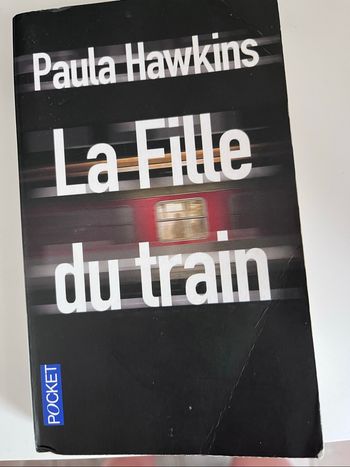 Paula Hawkins
La Fille
du train
POCKET